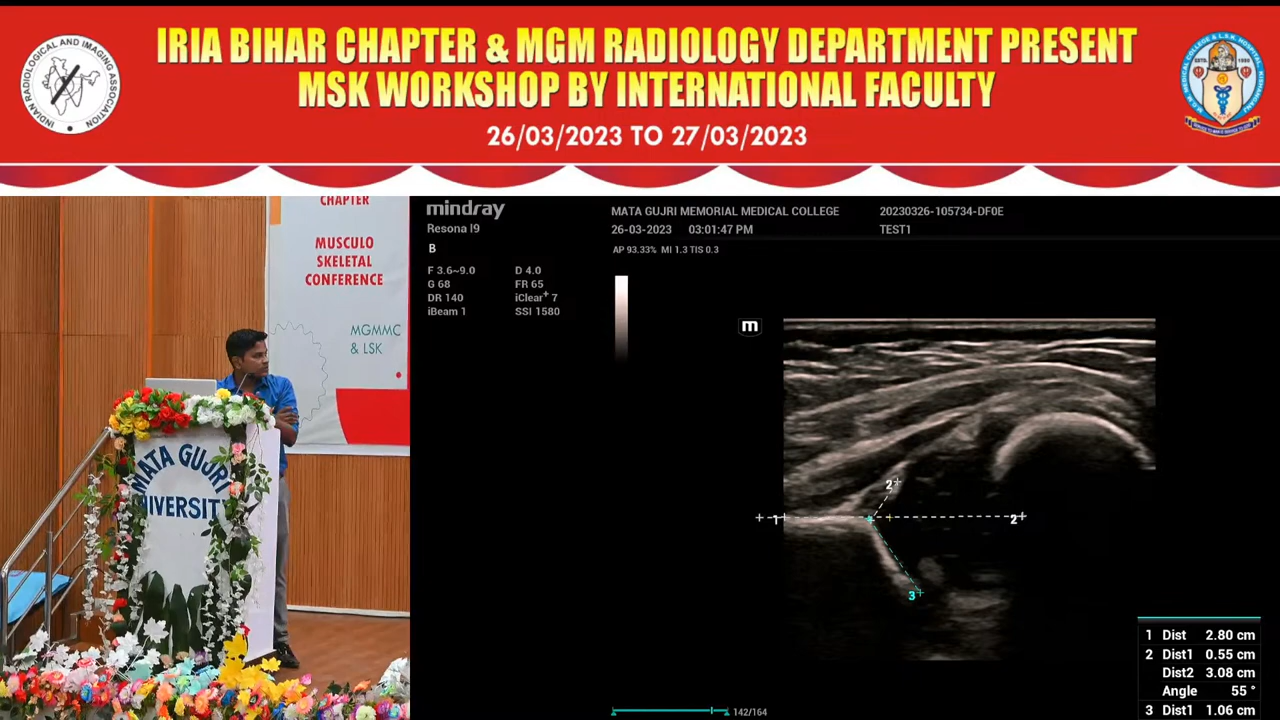 IRIA BIHAR CHAPTER & MGM RADIOLOGY DEPARTMENT PRESENT
MSK WORKSHOP BY INTERNATIONAL FACULTY
26/03/2023 TO 27/03/2023
INDIAN RADIOLOGICAL AND IMAGING ASSOCIATION
CHAPTER
MUSCULO
SKELETAL
CONFERENCE
MGMMC
& LSK
MATA GUJRI
UNIVERSITY
mindray
Resona I9
B
F 3.6~9.0 D 4.0
G 68 FR 65
DR 140 iClear+ 7
iBeam 1 SSI 1580
MATA GUJRI MEMORIAL MEDICAL COLLEGE 20230326-105734-DF0E
26-03-2023 03:01:47 PM TEST1
AP 93.33% MI 1.3 TIS 0.3
m
2
1 2
3
1 Dist 2.80 cm
2 Dist1 0.55 cm
Dist2 3.08 cm
Angle 55 °
3 Dist1 1.06 cm
142/164